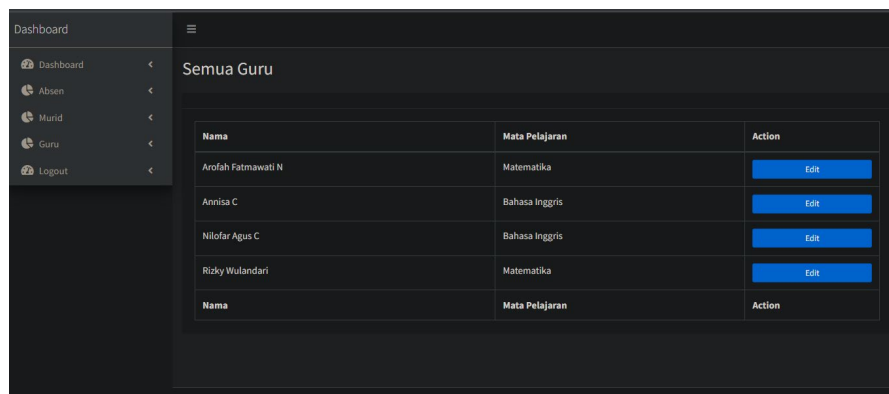 Dashboard
Dashboard
Absen
Murid
Guru
Logout
Semua Guru
Nama Mata Pelajaran Action
Arofah Fatmawati N Matematika Edit
Annisa C Bahasa Inggris Edit
Nilofar Agus C Bahasa Inggris Edit
Rizky Wulandari Matematika Edit
Nama Mata Pelajaran Action